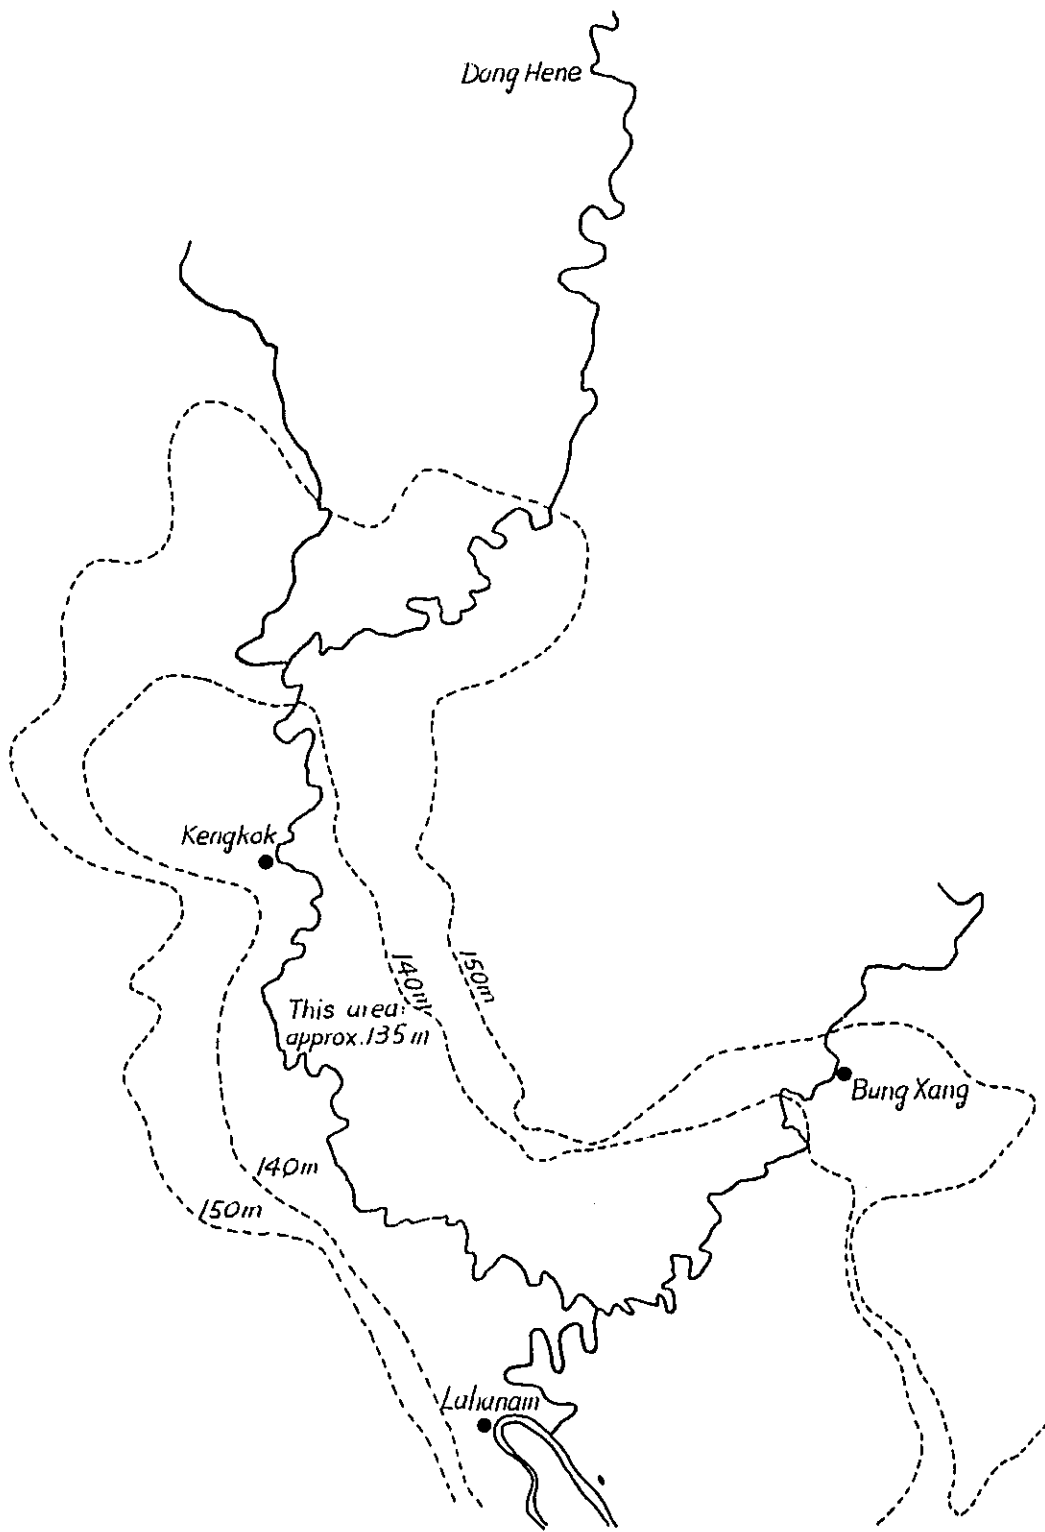 Dong Hene
Kengkok
140m
150m
This area:
approx. 135 m
Bung Xang
140m
150m
Lahanam